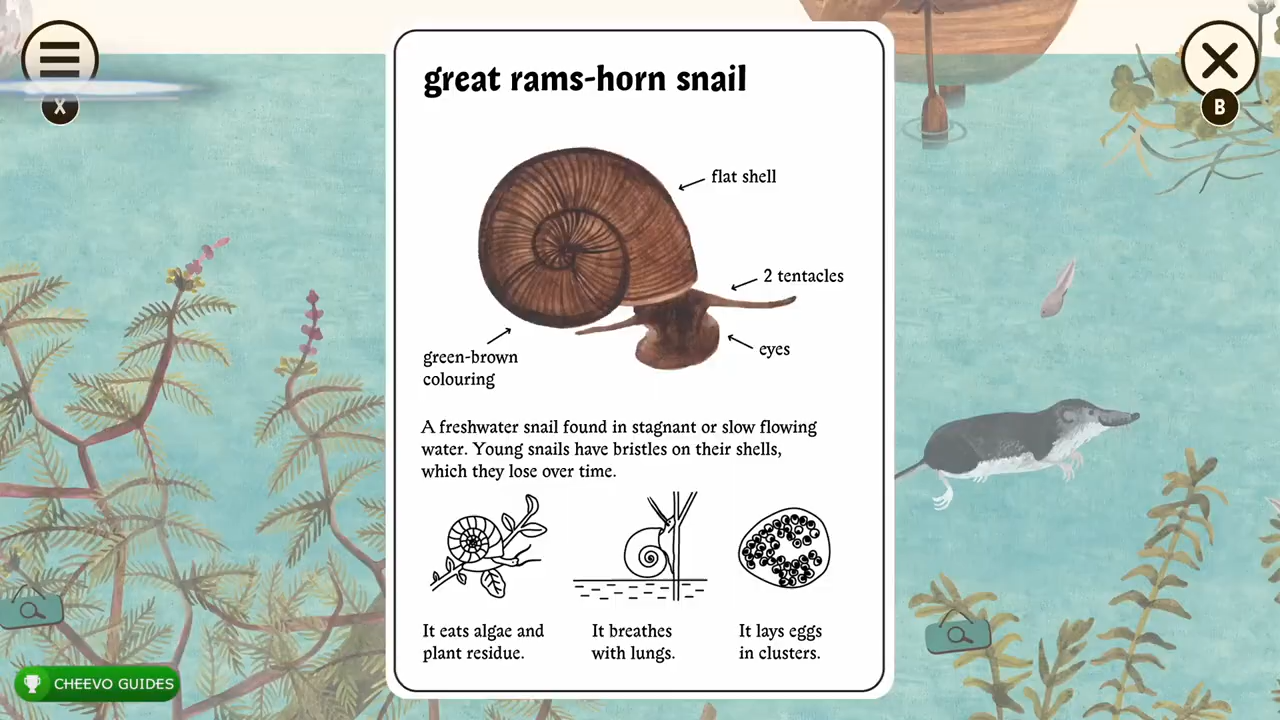 great rams-horn snail
flat shell
2 tentacles
eyes
green-brown
colouring
A freshwater snail found in stagnant or slow flowing
water. Young snails have bristles on their shells,
which they lose over time.
It eats algae and
plant residue.
It breathes
with lungs.
It lays eggs
in clusters.
X
B
CHEEVO GUIDES